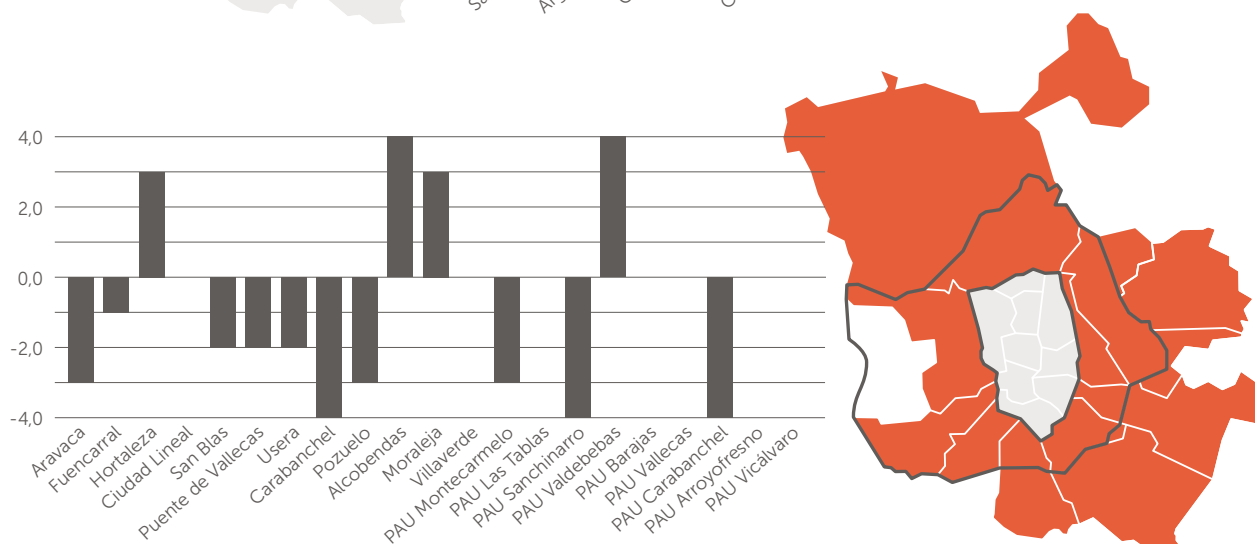 4,0
2,0
0,0
-2,0
-4,0
Aravaca
Fuencarral
Hortaleza
Ciudad Lineal
San Blas
Puente de Vallecas
Usera
Carabanchel
Pozuelo
Alcobendas
Moraleja
Villaverde
PAU Montecarmelo
PAU Las Tablas
PAU Sanchinarro
PAU Valdebebas
PAU Barajas
PAU Vallecas
PAU Carabanchel
PAU Arroyofresno
PAU Vicálvaro